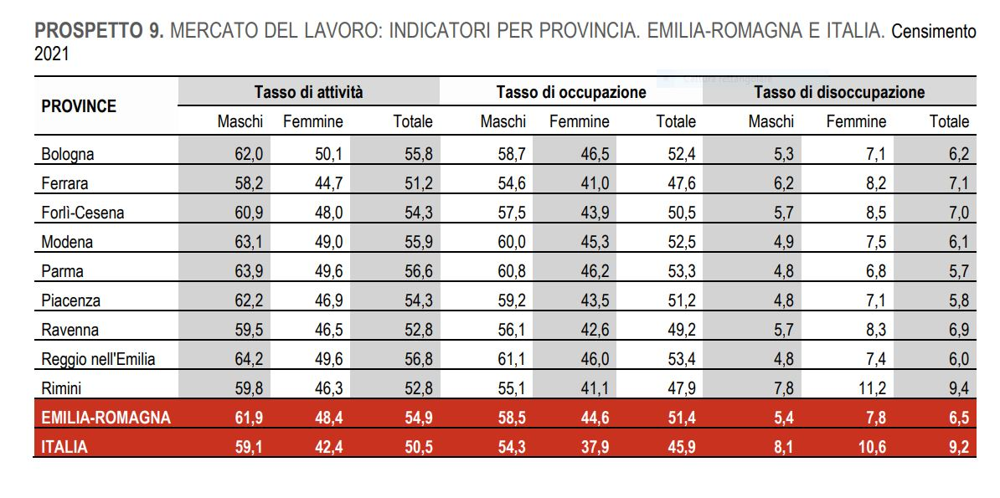 PROSPETTO 9. MERCATO DEL LAVORO: INDICATORI PER PROVINCIA. EMILIA-ROMAGNA E ITALIA. Censimento
2021
Cattura rettangolare
PROVINCE Tasso di attività Tasso di occupazione Tasso di disoccupazione
Maschi Femmine Totale Maschi Femmine Totale Maschi Femmine Totale
Bologna 62,0 50,1 55,8 58,7 46,5 52,4 5,3 7,1 6,2
Ferrara 58,2 44,7 51,2 54,6 41,0 47,6 6,2 8,2 7,1
Forlì-Cesena 60,9 48,0 54,3 57,5 43,9 50,5 5,7 8,5 7,0
Modena 63,1 49,0 55,9 60,0 45,3 52,5 4,9 7,5 6,1
Parma 63,9 49,6 56,6 60,8 46,2 53,3 4,8 6,8 5,7
Piacenza 62,2 46,9 54,3 59,2 43,5 51,2 4,8 7,1 5,8
Ravenna 59,5 46,5 52,8 56,1 42,6 49,2 5,7 8,3 6,9
Reggio nell'Emilia 64,2 49,6 56,8 61,1 46,0 53,4 4,8 7,4 6,0
Rimini 59,8 46,3 52,8 55,1 41,1 47,9 7,8 11,2 9,4
EMILIA-ROMAGNA 61,9 48,4 54,9 58,5 44,6 51,4 5,4 7,8 6,5
ITALIA 59,1 42,4 50,5 54,3 37,9 45,9 8,1 10,6 9,2